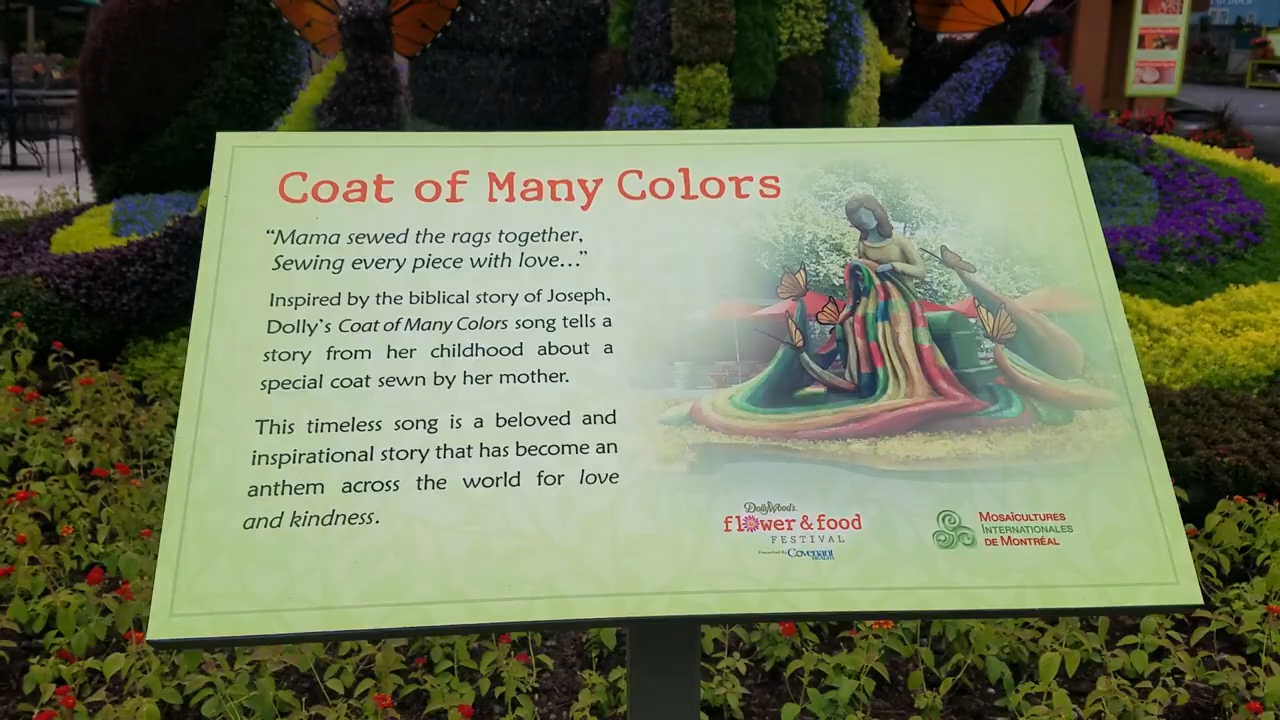 Coat of Many Colors
“Mama sewed the rags together,
Sewing every piece with love...”
Inspired by the biblical story of Joseph,
Dolly's Coat of Many Colors song tells a
story from her childhood about a
special coat sewn by her mother.
This timeless song is a beloved and
inspirational story that has become an
anthem across the world for love
and kindness.
DollyWood's
flower & food
FESTIVAL
Presented by Covenant
HEALTH
MOSAÏCULTURES
INTERNATIONALES
DE MONTRÉAL